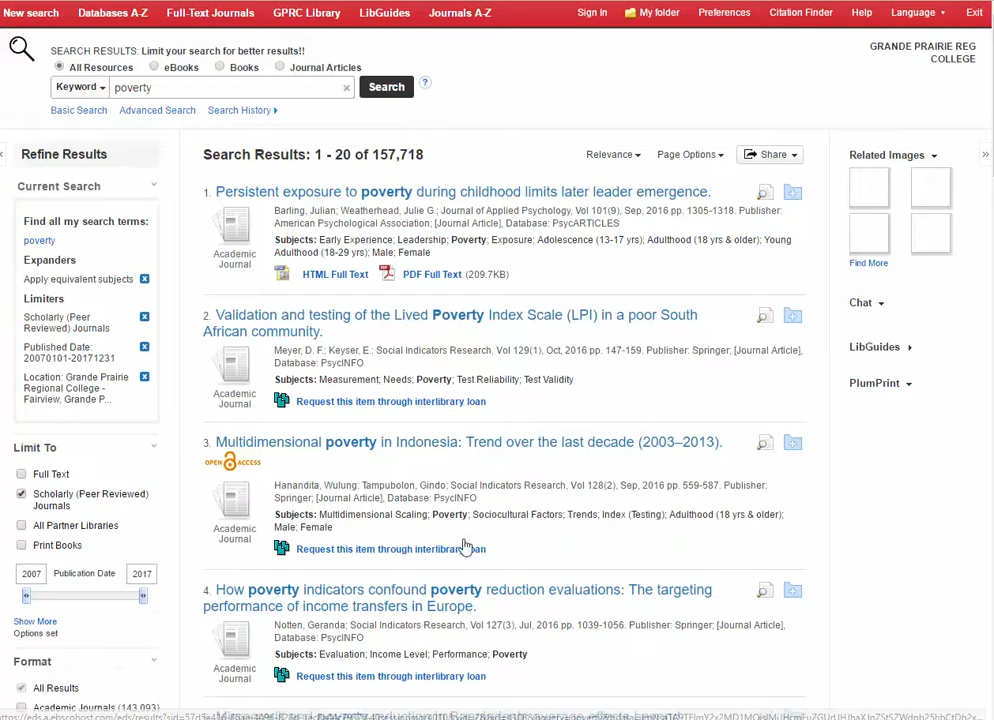 New search Databases A-Z Full-Text Journals GPRC Library LibGuides Journals A-Z Sign In My folder Preferences Citation Finder Help Language Exit
SEARCH RESULTS: Limit your search for better results!!
All Resources eBooks Books Journal Articles
Keyword poverty × Search ?
Basic Search Advanced Search Search History
GRANDE PRAIRIE REG
COLLEGE
Refine Results
Current Search
Find all my search terms:
poverty
Expanders
Apply equivalent subjects
Limiters
Scholarly (Peer
Reviewed) Journals
Published Date:
20070101-20171231
Location: Grande Prairie
Regional College -
Fairview, Grande P...
Limit To
Full Text
Scholarly (Peer Reviewed)
Journals
All Partner Libraries
Print Books
2007 Publication Date 2017
Show More
Options set
Format
All Results
Academic Journals (143,093)
Search Results: 1 - 20 of 157,718
Relevance Page Options Share
1. Persistent exposure to poverty during childhood limits later leader emergence.
Barling, Julian; Weatherhead, Julie G.; Journal of Applied Psychology, Vol 101(9), Sep, 2016 pp. 1305-1318. Publisher:
American Psychological Association; [Journal Article], Database: PsycARTICLES
Subjects: Early Experience; Leadership; Poverty; Exposure; Adolescence (13-17 yrs); Adulthood (18 yrs & older); Young
Adulthood (18-29 yrs); Male; Female
Academic
Journal
HTML Full Text PDF Full Text (209.7KB)
2. Validation and testing of the Lived Poverty Index Scale (LPI) in a poor South
African community.
Meyer, D. F.; Keyser, E.; Social Indicators Research, Vol 129(1), Oct, 2016 pp. 147-159. Publisher: Springer; [Journal Article],
Database: PsycINFO
Subjects: Measurement; Needs; Poverty; Test Reliability; Test Validity
Academic
Journal
Request this item through interlibrary loan
3. Multidimensional poverty in Indonesia: Trend over the last decade (2003–2013).
OPEN ACCESS
Hanandita, Wulung; Tampubolon, Gindo; Social Indicators Research, Vol 128(2), Sep, 2016 pp. 559-587. Publisher:
Springer; [Journal Article], Database: PsycINFO
Subjects: Multidimensional Scaling; Poverty; Sociocultural Factors; Trends; Index (Testing); Adulthood (18 yrs & older);
Male; Female
Academic
Journal
Request this item through interlibrary loan
4. How poverty indicators confound poverty reduction evaluations: The targeting
performance of income transfers in Europe.
Notten, Geranda; Social Indicators Research, Vol 127(3), Jul, 2016 pp. 1039-1056. Publisher: Springer; [Journal Article],
Database: PsycINFO
Subjects: Evaluation; Income Level; Performance; Poverty
Academic
Journal
Request this item through interlibrary loan
Related Images
Find More
Chat
LibGuides
PlumPrint